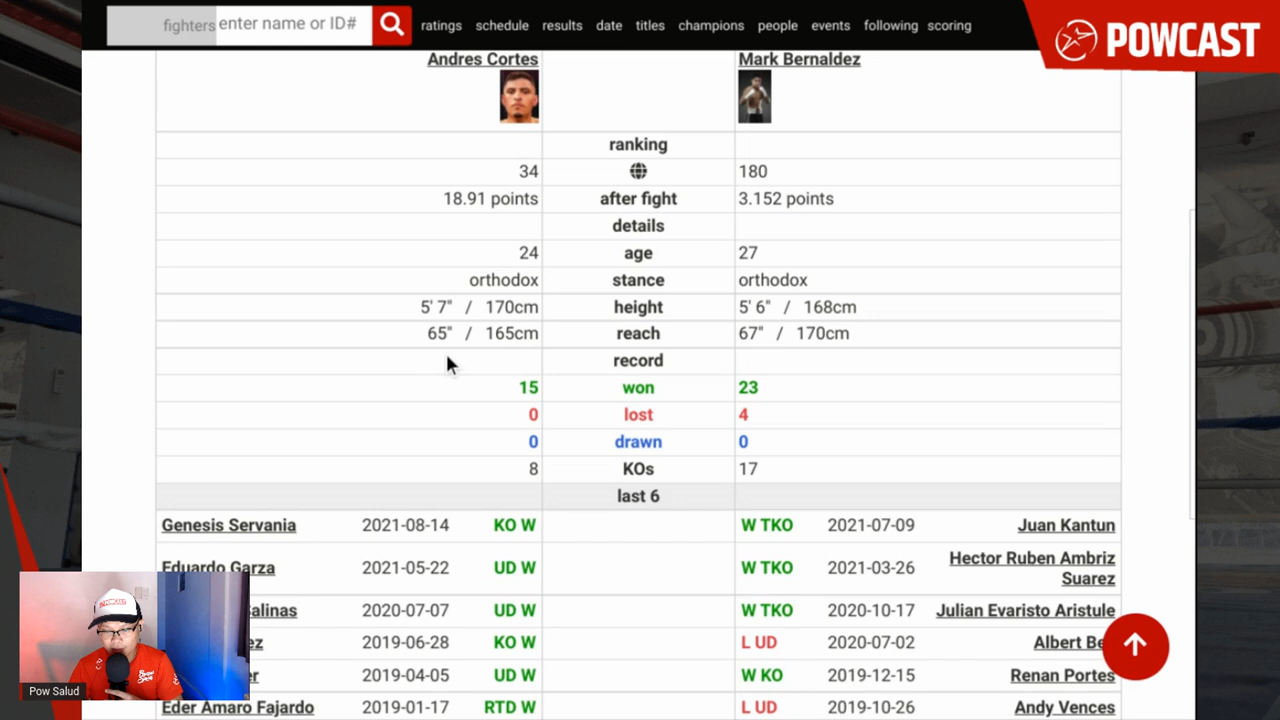 fighters enter name or ID# ratings schedule results date titles champions people events following scoring
POWCAST
Andres Cortes Mark Bernaldez
ranking
34 180
18.91 points after fight 3.152 points
details
24 age 27
orthodox stance orthodox
5' 7" / 170cm height 5' 6" / 168cm
65" / 165cm reach 67" / 170cm
record
15 won 23
0 lost 4
0 drawn 0
8 KOs 17
last 6
Genesis Servania 2021-08-14 KO W W TKO 2021-07-09 Juan Kantun
Eduardo Garza 2021-05-22 UD W W TKO 2021-03-26 Hector Ruben Ambriz Suarez
alinas 2020-07-07 UD W W TKO 2020-10-17 Julian Evaristo Aristule
ez 2019-06-28 KO W L UD 2020-07-02 Albert Be
er 2019-04-05 UD W W KO 2019-12-15 Renan Portes
Eder Amaro Fajardo 2019-01-17 RTD W L UD 2019-10-26 Andy Vences
Pow Salud